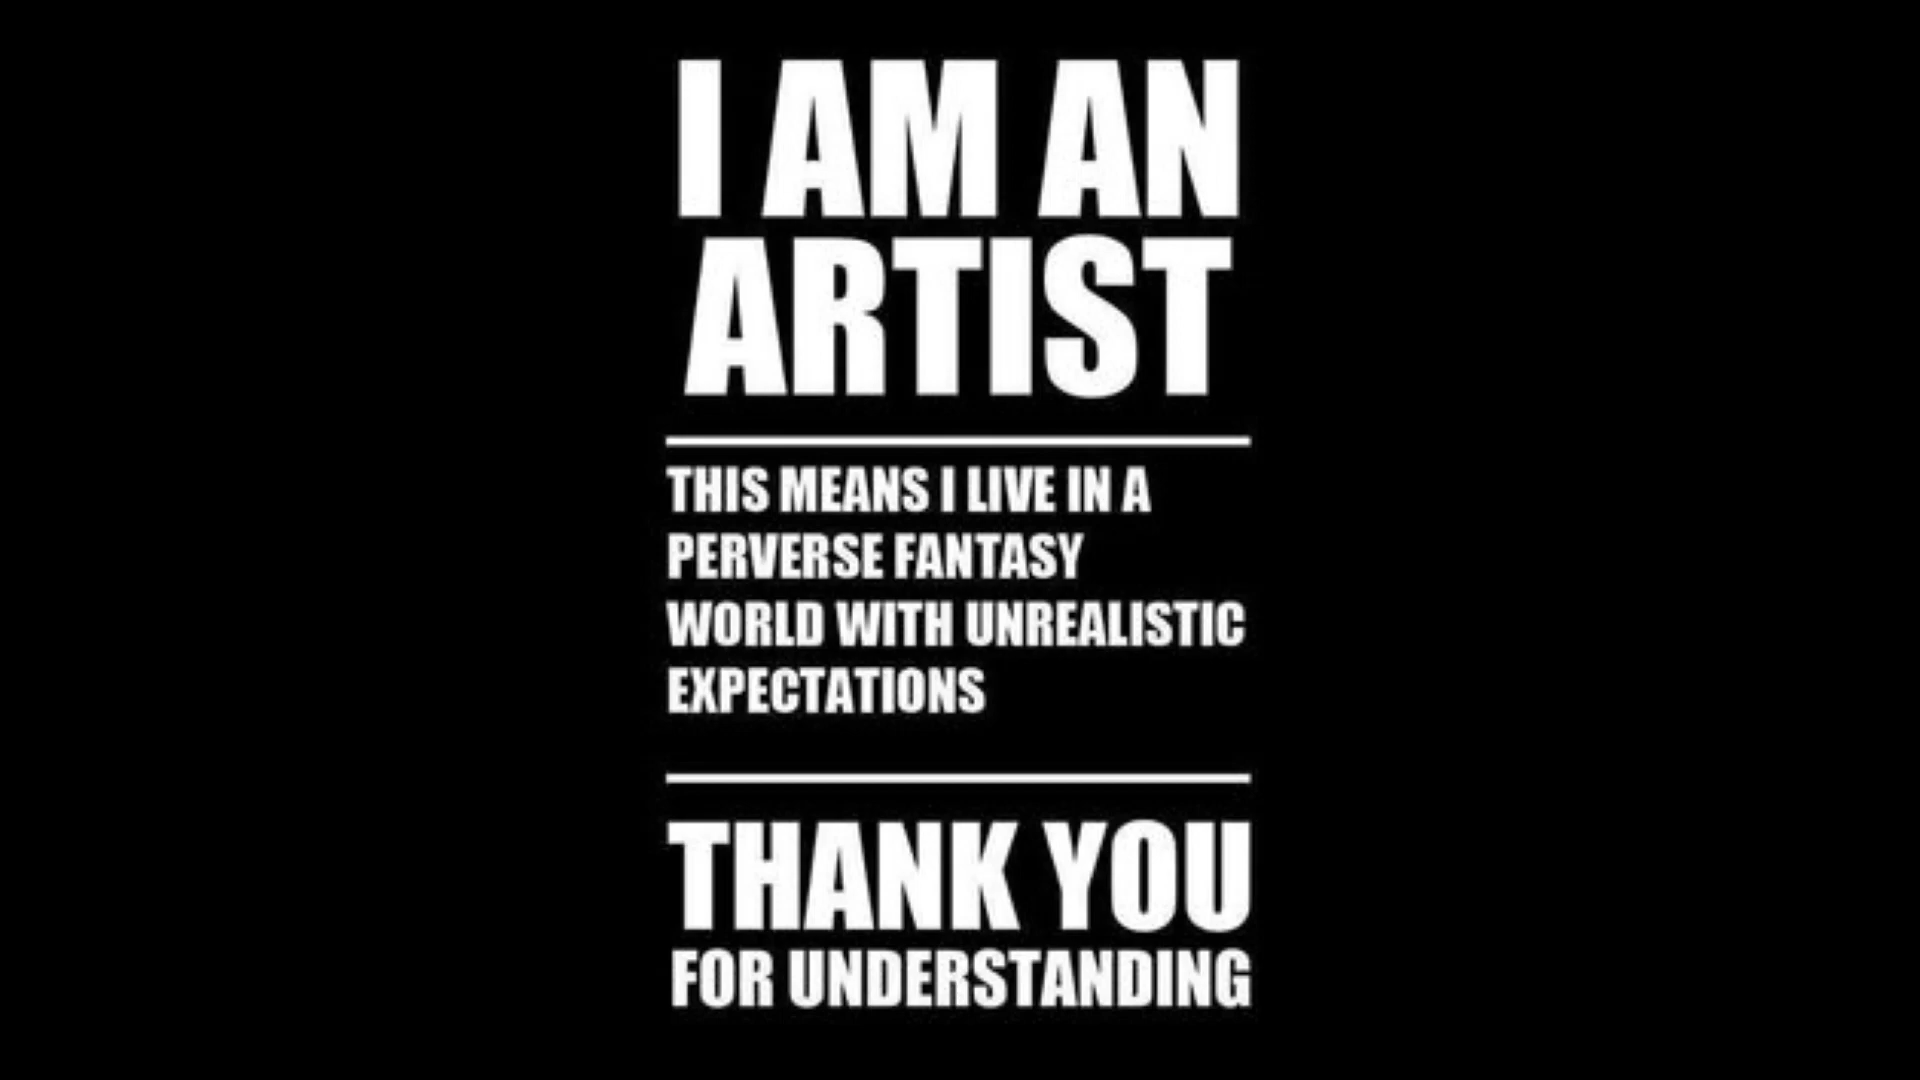 I AM AN
ARTIST
THIS MEANS I LIVE IN A
PERVERSE FANTASY
WORLD WITH UNREALISTIC
EXPECTATIONS
THANK YOU
FOR UNDERSTANDING